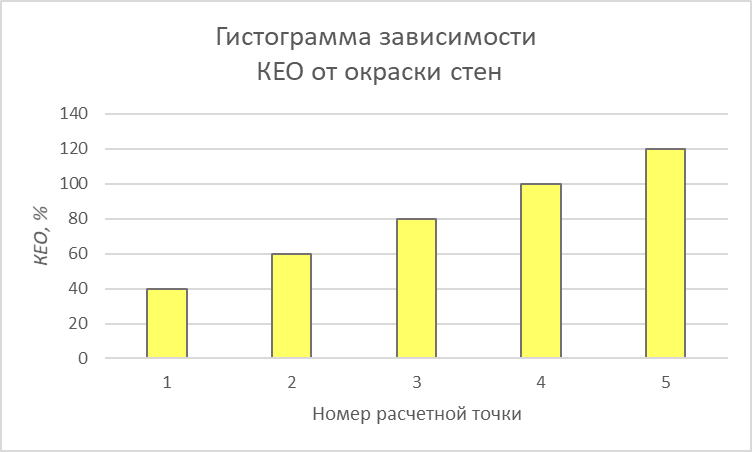 Гистограмма зависимости
КЕО от окраски стен
140
120
100
80
60
40
20
0
КЕО, %
1 2 3 4 5
Номер расчетной точки